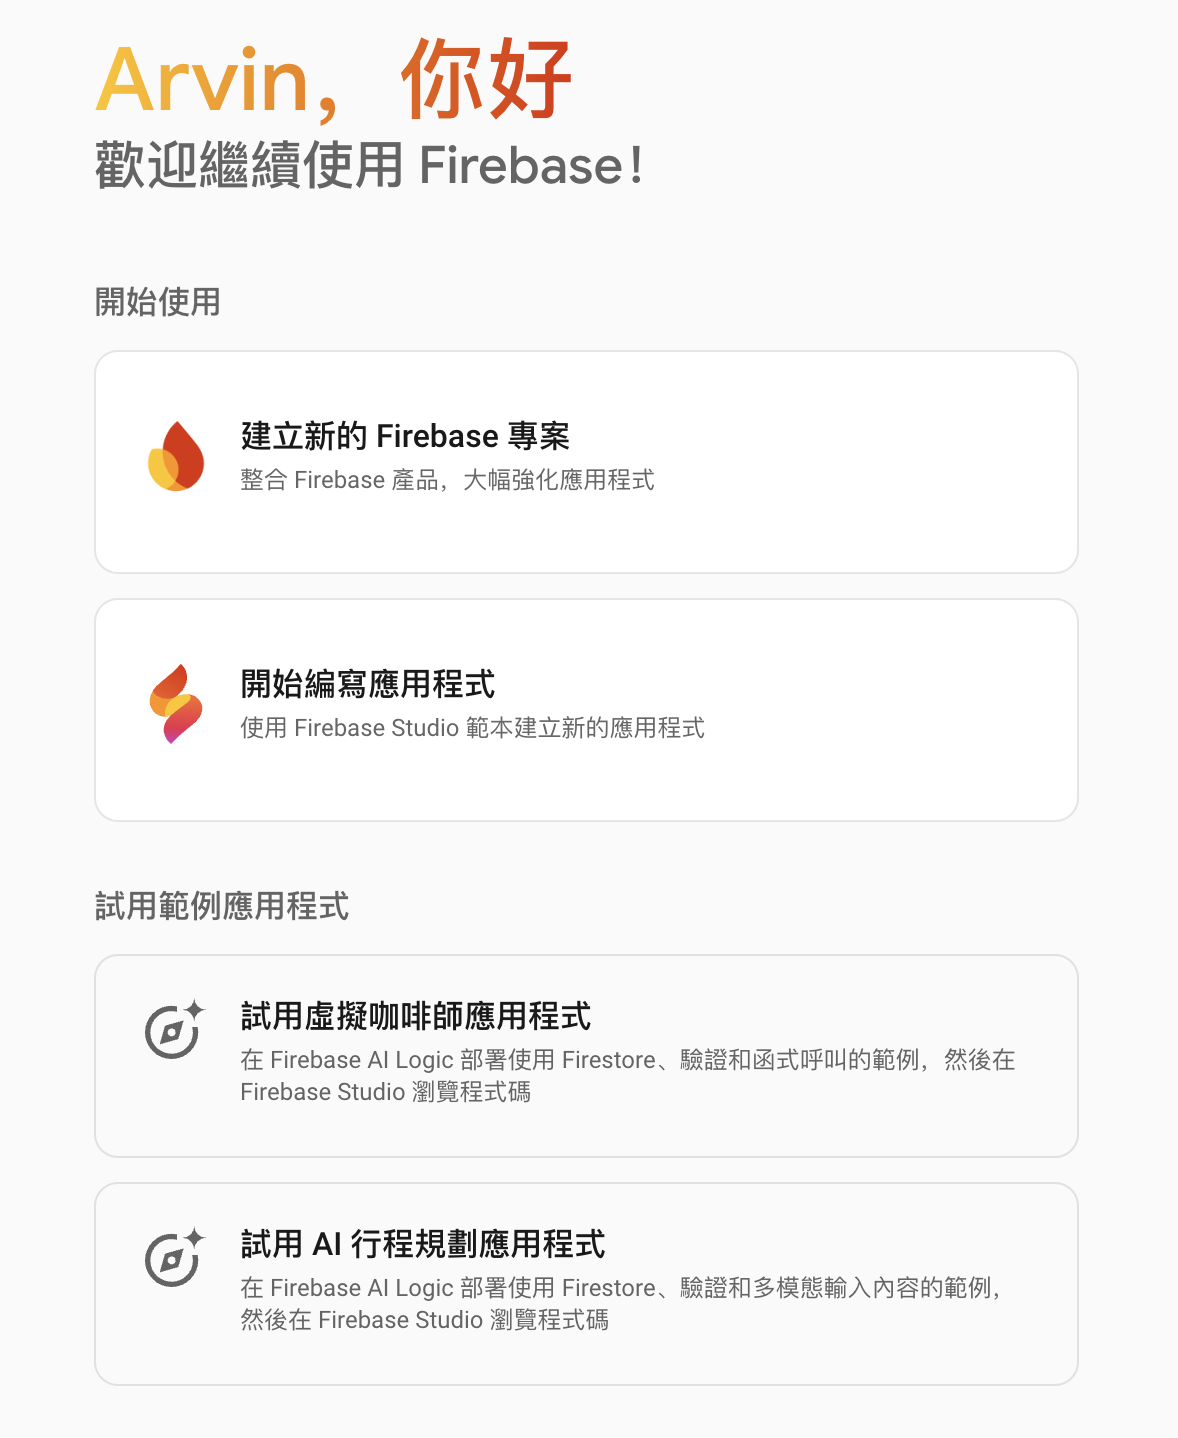 Arvin，你好
歡迎繼續使用 Firebase！
開始使用
建立新的 Firebase 專案
整合 Firebase 產品，大幅強化應用程式
開始編寫應用程式
使用 Firebase Studio 範本建立新的應用程式
試用範例應用程式
試用虛擬咖啡師應用程式
在 Firebase AI Logic 部署使用 Firestore、驗證和函式呼叫的範例，然後在
Firebase Studio 瀏覽程式碼
試用 AI 行程規劃應用程式
在 Firebase AI Logic 部署使用 Firestore、驗證和多模態輸入內容的範例，
然後在 Firebase Studio 瀏覽程式碼